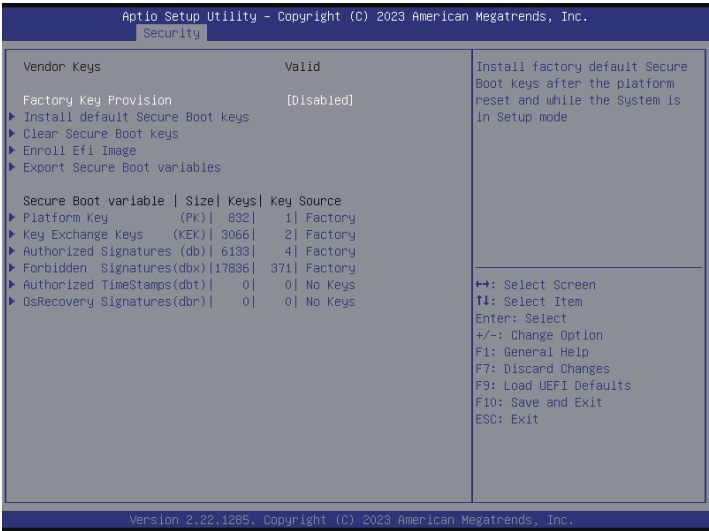 Aptio Setup Utility – Copyright (C) 2023 American Megatrends, Inc.
Security
Vendor Keys Valid
Factory Key Provision [Disabled]
Install default Secure Boot keys
Clear Secure Boot keys
Enroll Efi Image
Export Secure Boot variables
Secure Boot variable | Size| Keys| Key Source
Platform Key (PK)| 832| 1| Factory
Key Exchange Keys (KEK)| 3066| 2| Factory
Authorized Signatures (db)| 6133| 4| Factory
Forbidden Signatures(dbx)|17836| 371| Factory
Authorized TimeStamps(dbt)| 0| 0| No Keys
OsRecovery Signatures(dbr)| 0| 0| No Keys
Install factory default Secure
Boot keys after the platform
reset and while the System is
in Setup mode
↔: Select Screen
↑↓: Select Item
Enter: Select
+/-: Change Option
F1: General Help
F7: Discard Changes
F9: Load UEFI Defaults
F10: Save and Exit
ESC: Exit
Version 2.22.1285. Copyright (C) 2023 American Megatrends, Inc.